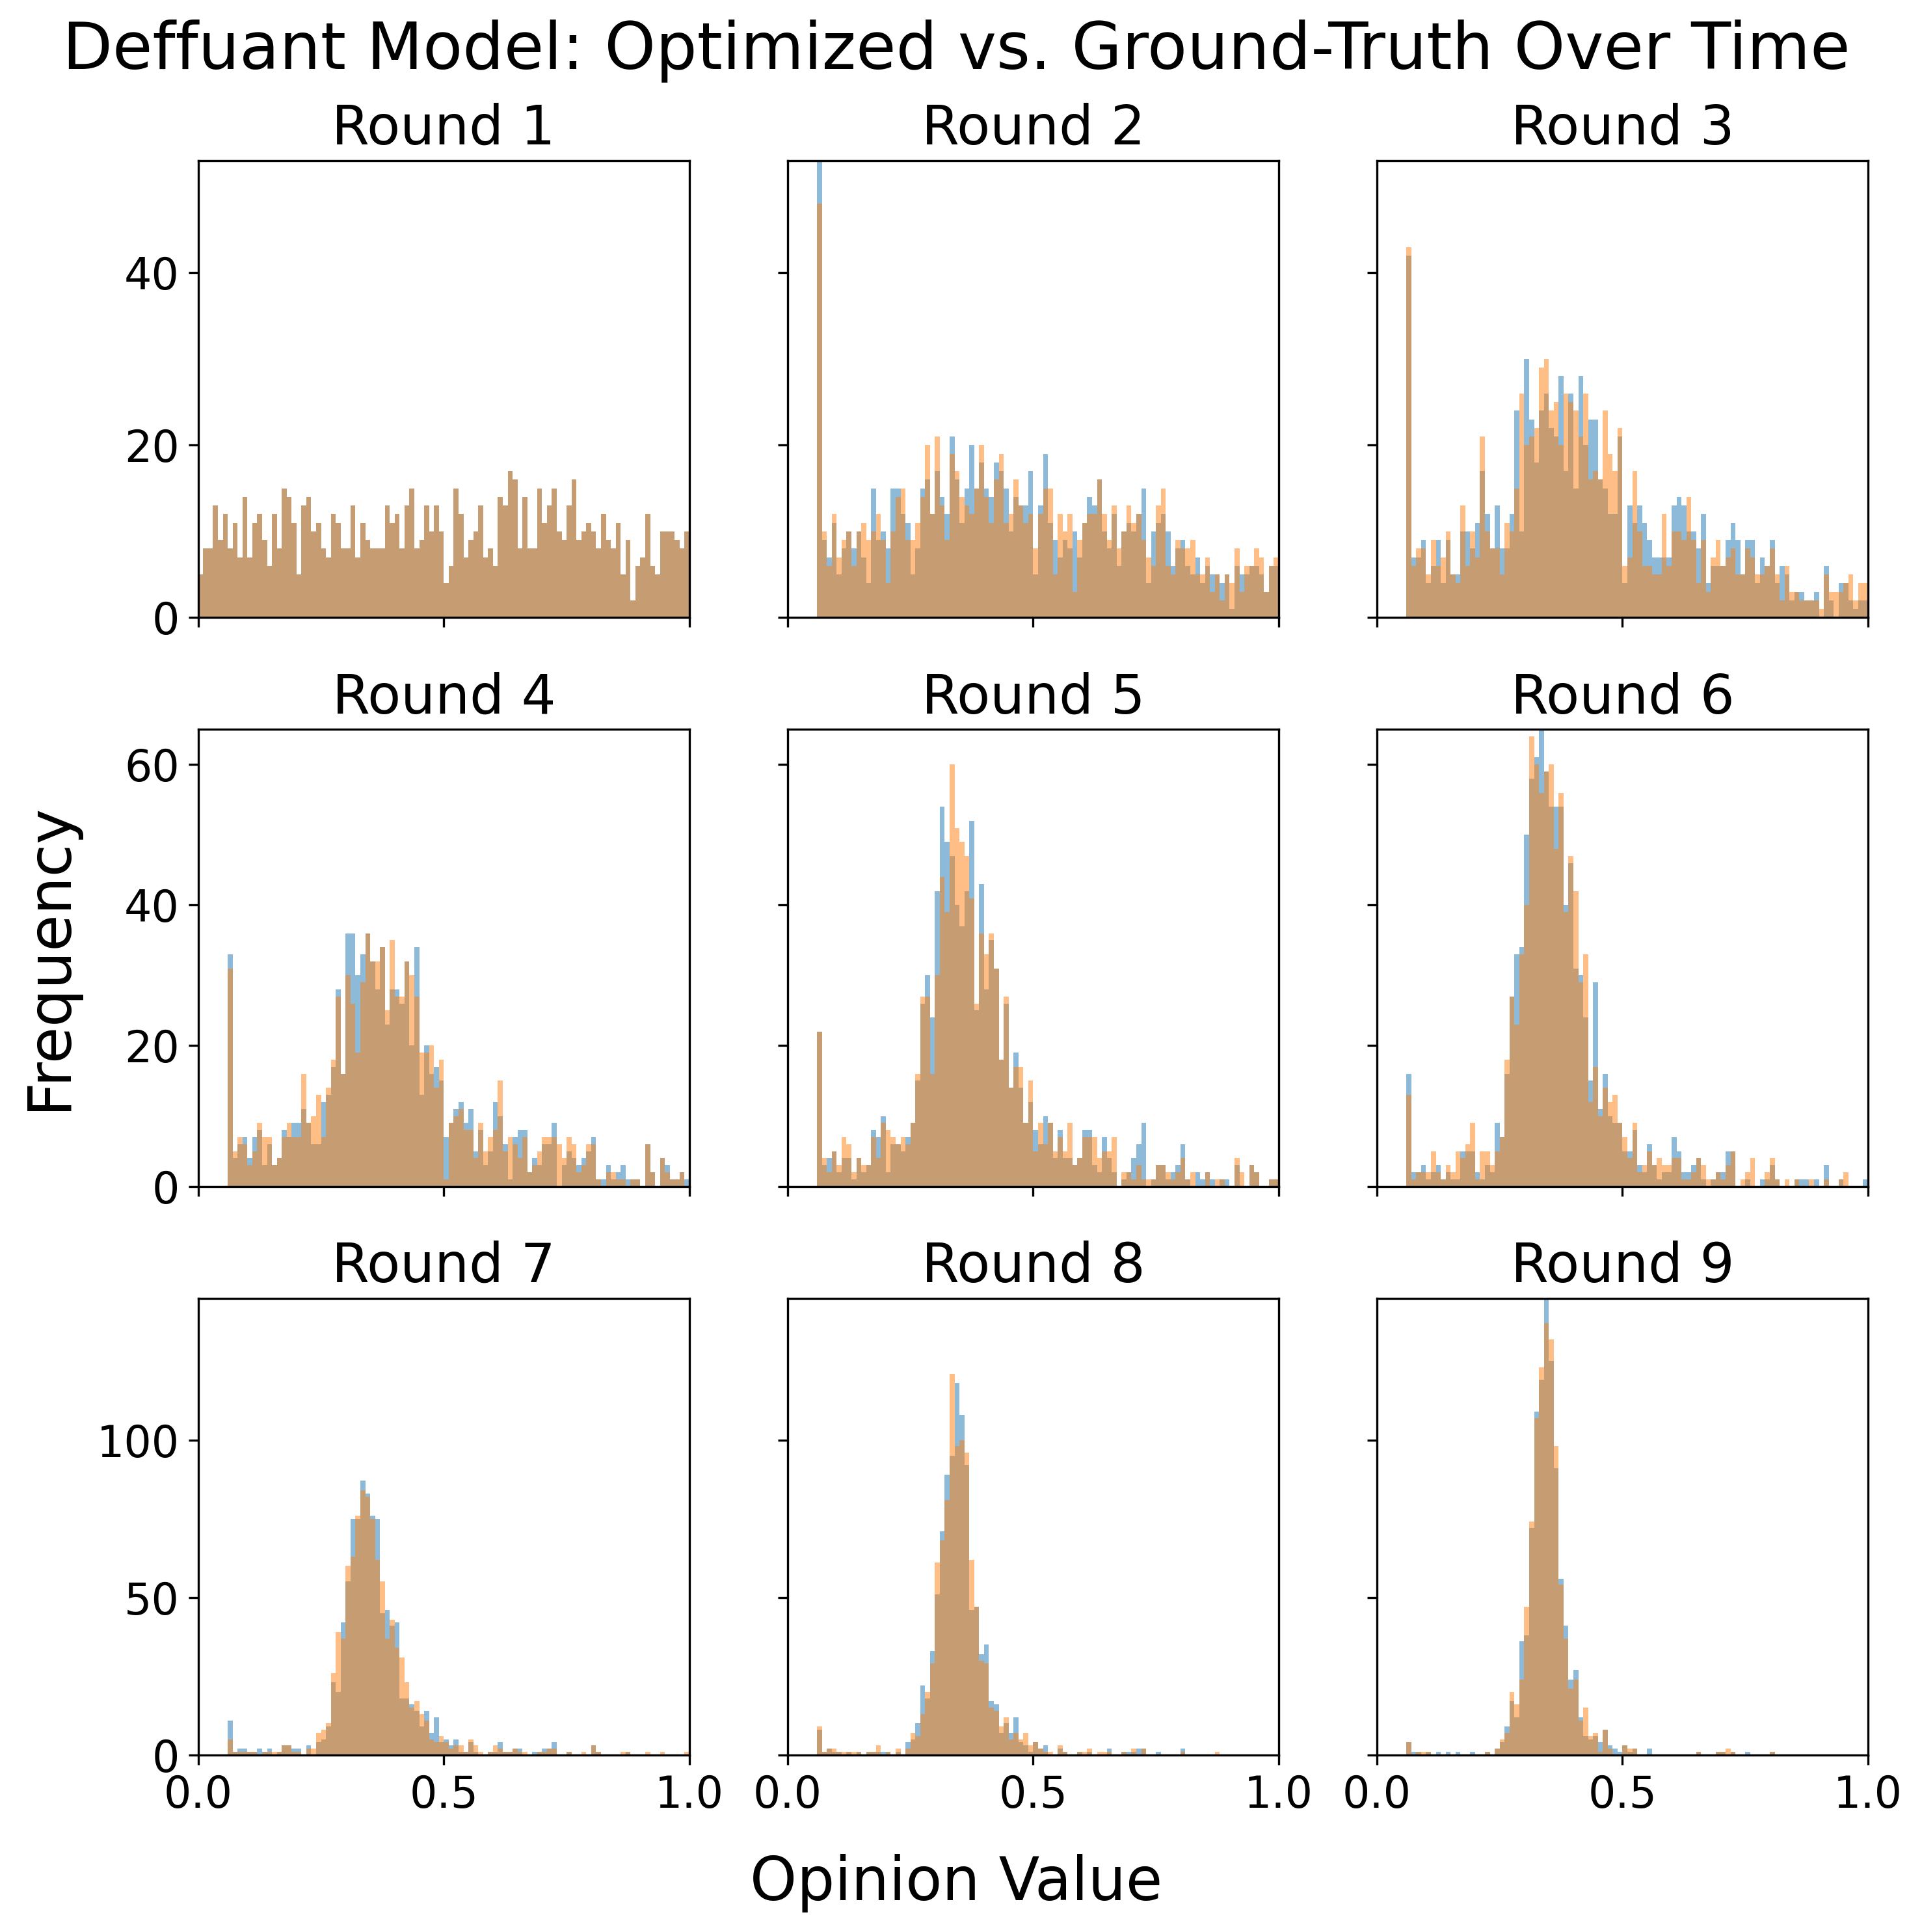 Deffuant Model: Optimized vs. Ground-Truth Over Time
Round 1
Round 2
Round 3
40
20
0
Round 4
Round 5
Round 6
60
40
20
0
Frequency
Round 7
Round 8
Round 9
100
50
0
0.0 0.5 1.0
0.0 0.5 1.0
0.0 0.5 1.0
Opinion Value